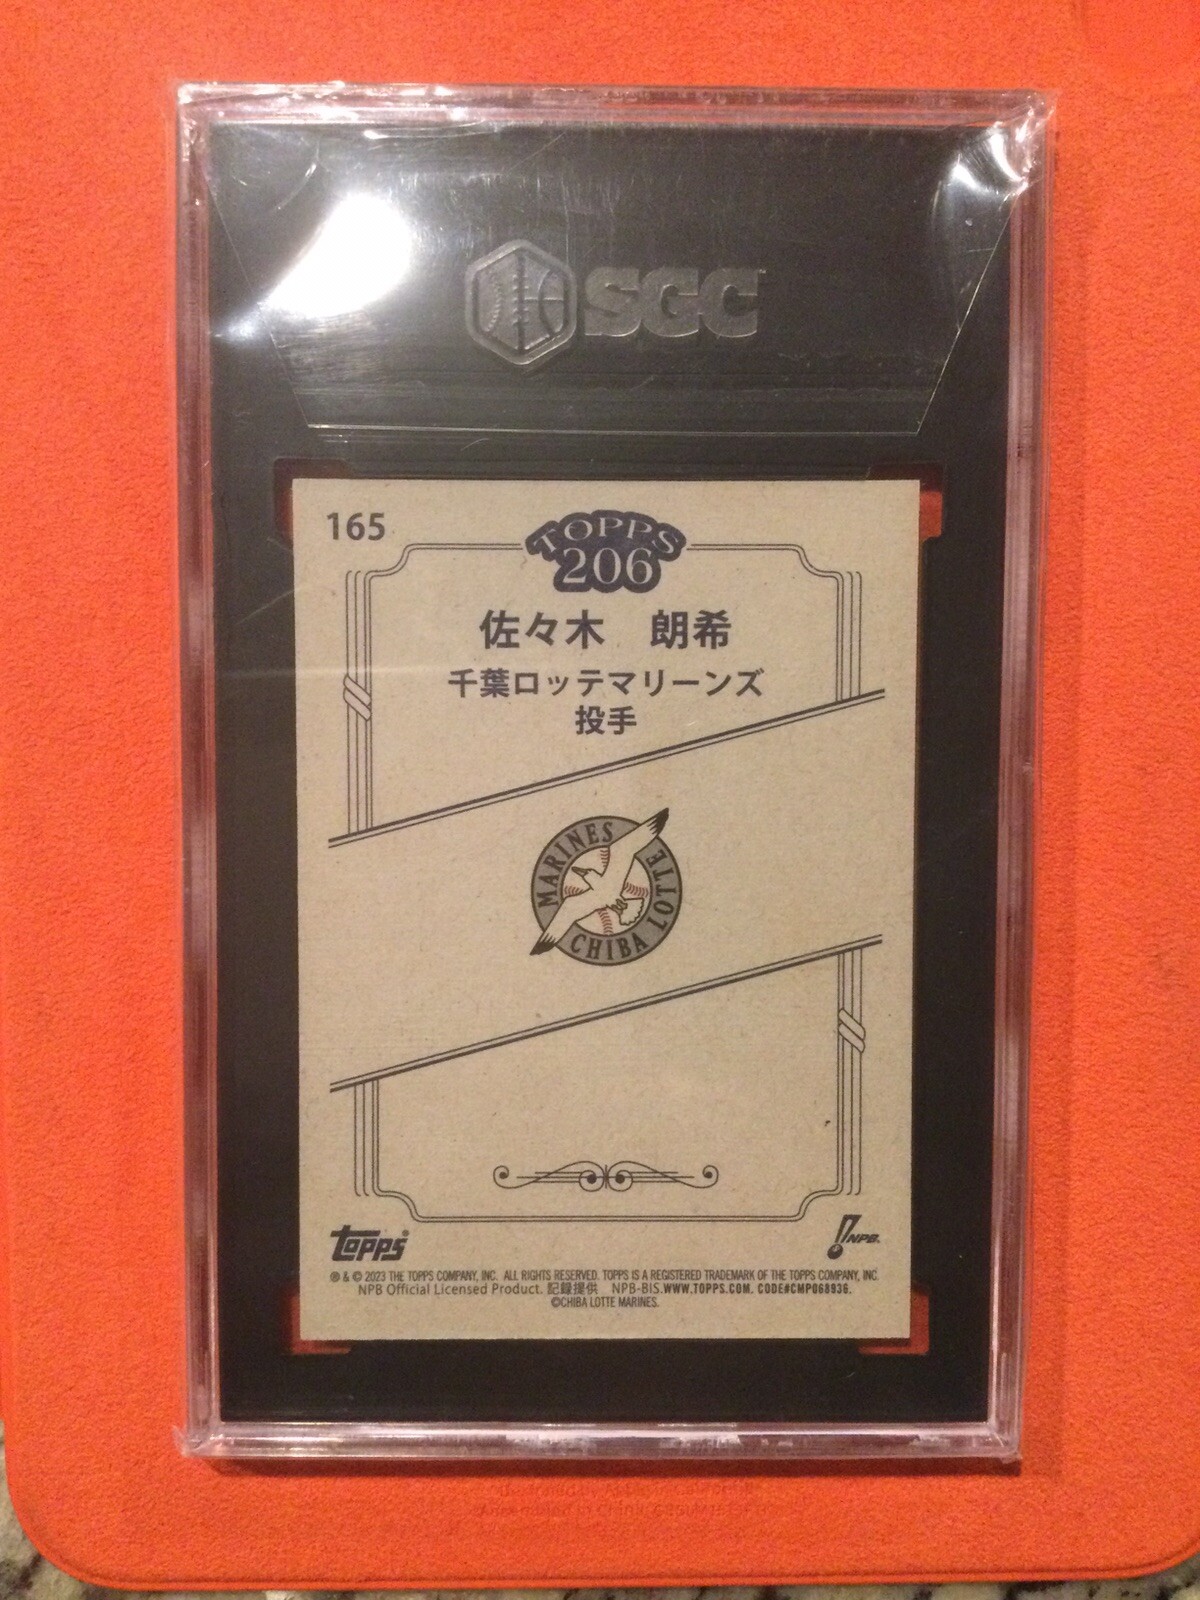 SGC
165
TOPPS
206
佐々木 朗希
千葉ロッテマリーンズ
投手
MARINES
CHIBA LOTTE
topps®
NPB.
® & © 2023 THE TOPPS COMPANY, INC. ALL RIGHTS RESERVED. TOPPS IS A REGISTERED TRADEMARK OF THE TOPPS COMPANY, INC.
NPB Official Licensed Product. 記録提供 NPB-BIS.WWW.TOPPS.COM. CODE#CMP068936.
©CHIBA LOTTE MARINES.